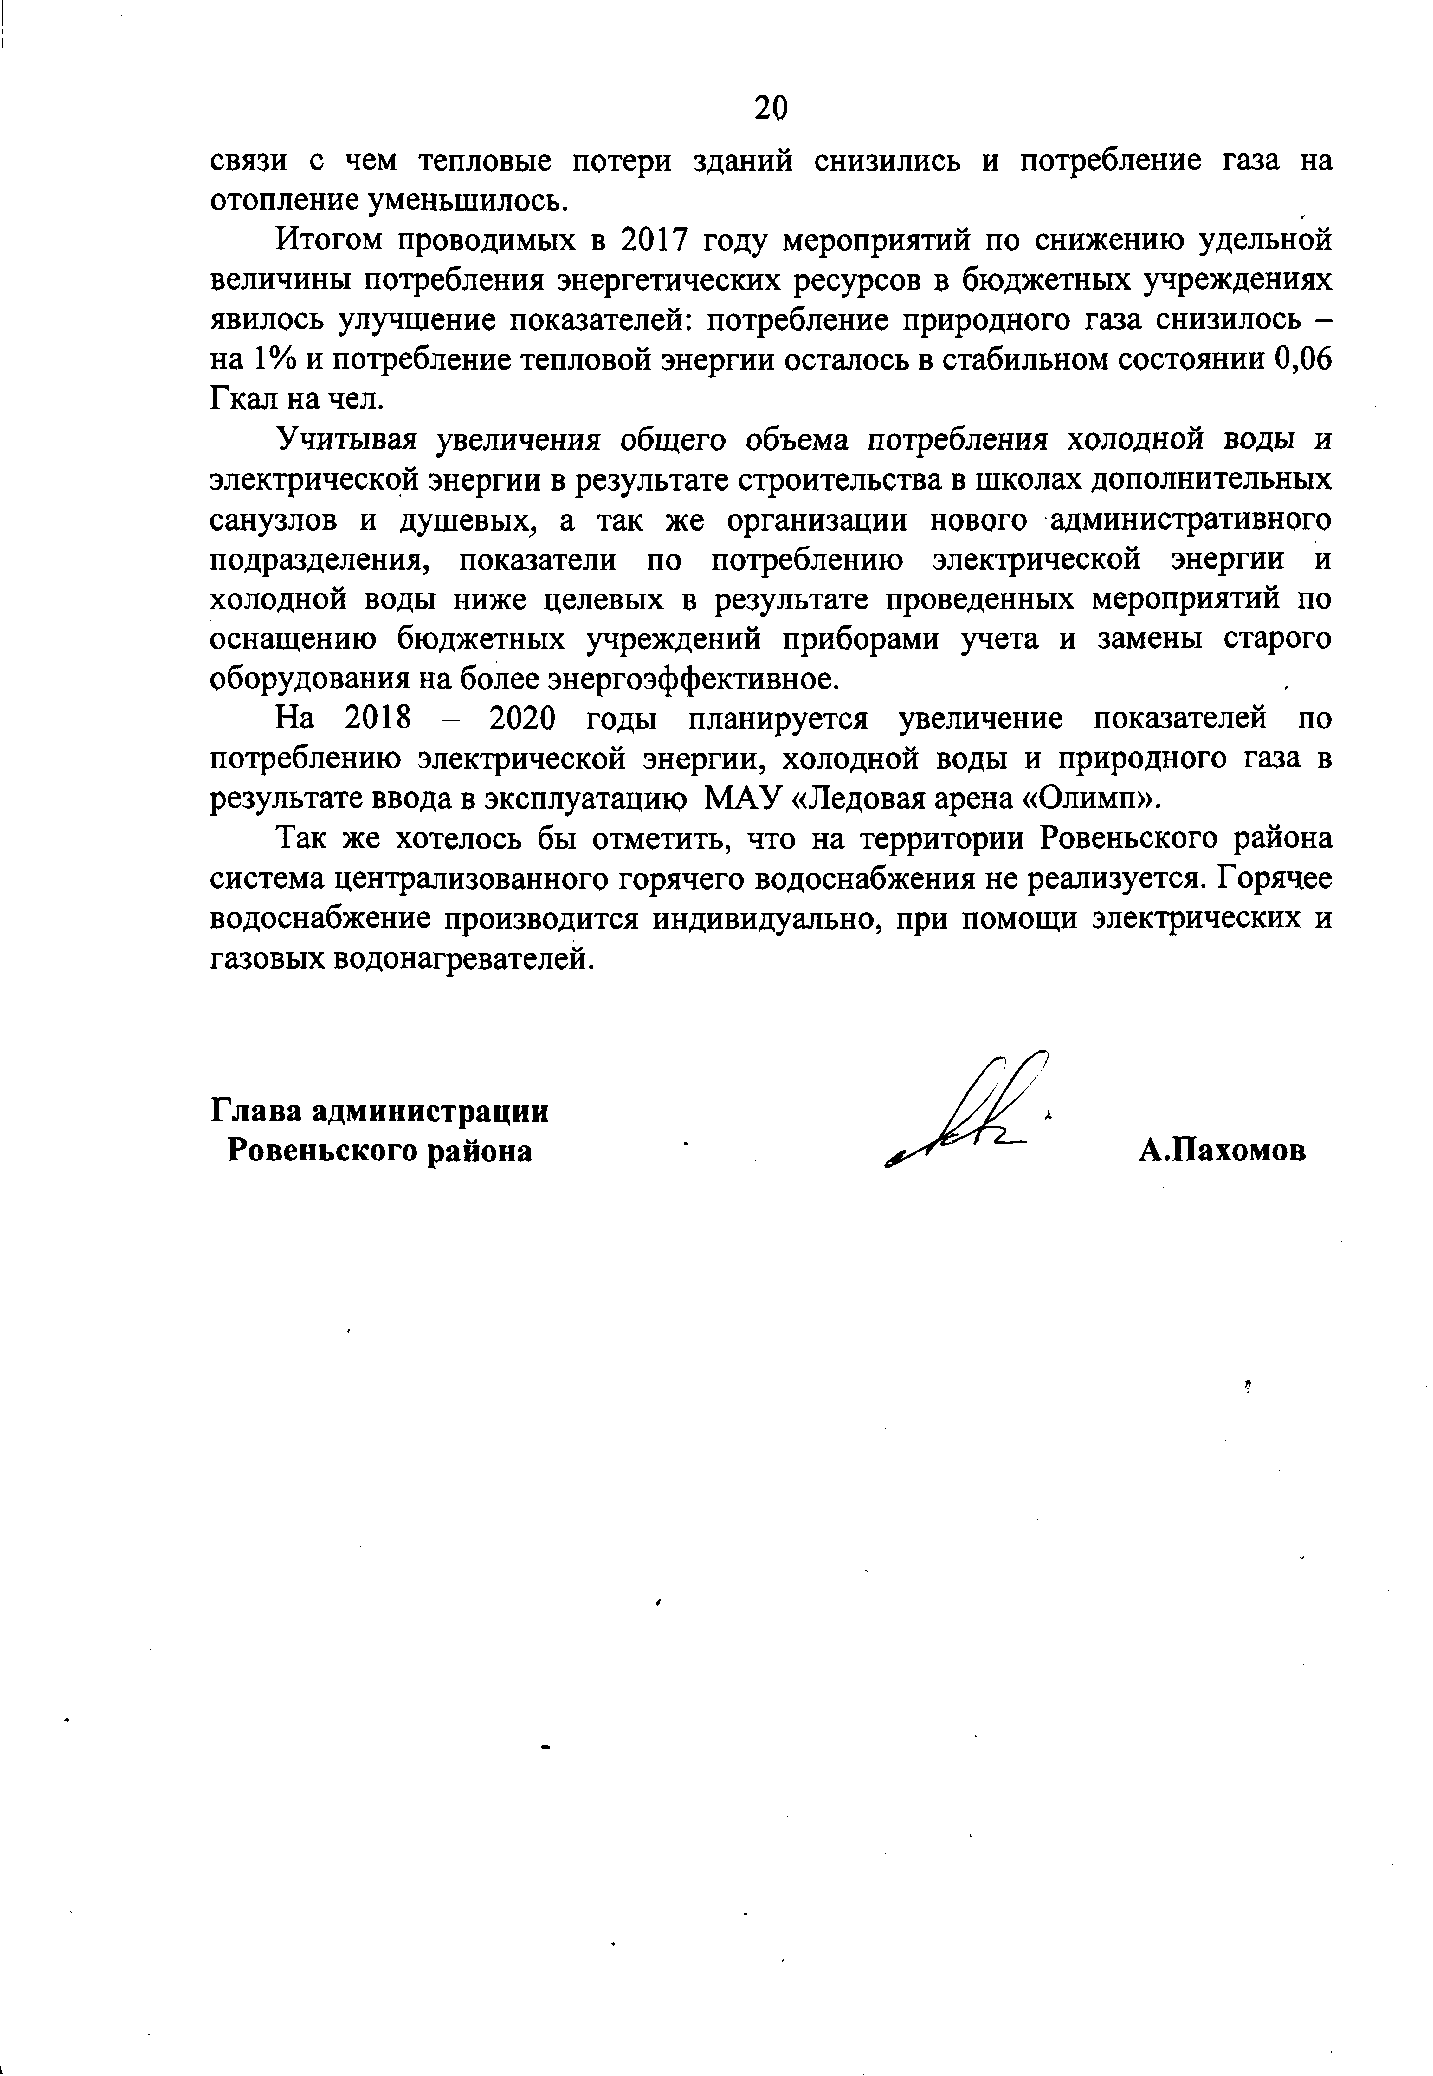 20
связи с чем тепловые потери зданий снизились и потребление газа на
отопление уменьшилось.
Итогом проводимых в 2017 году мероприятий по снижению удельной
величины потребления энергетических ресурсов в бюджетных учреждениях
явилось улучшение показателей: потребление природного газа снизилось –
на 1% и потребление тепловой энергии осталось в стабильном состоянии 0,06
Гкал на чел.
Учитывая увеличения общего объема потребления холодной воды и
электрической энергии в результате строительства в школах дополнительных
санузлов и душевых, а так же организации нового административного
подразделения, показатели по потреблению электрической энергии и
холодной воды ниже целевых в результате проведенных мероприятий по
оснащению бюджетных учреждений приборами учета и замены старого
оборудования на более энергоэффективное.
На 2018 – 2020 годы планируется увеличение показателей по
потреблению электрической энергии, холодной воды и природного газа в
результате ввода в эксплуатацию МАУ «Ледовая арена «Олимп».
Так же хотелось бы отметить, что на территории Ровеньского района
система централизованного горячего водоснабжения не реализуется. Горячее
водоснабжение производится индивидуально, при помощи электрических и
газовых водонагревателей.
Глава администрации
Ровеньского района А.Пахомов